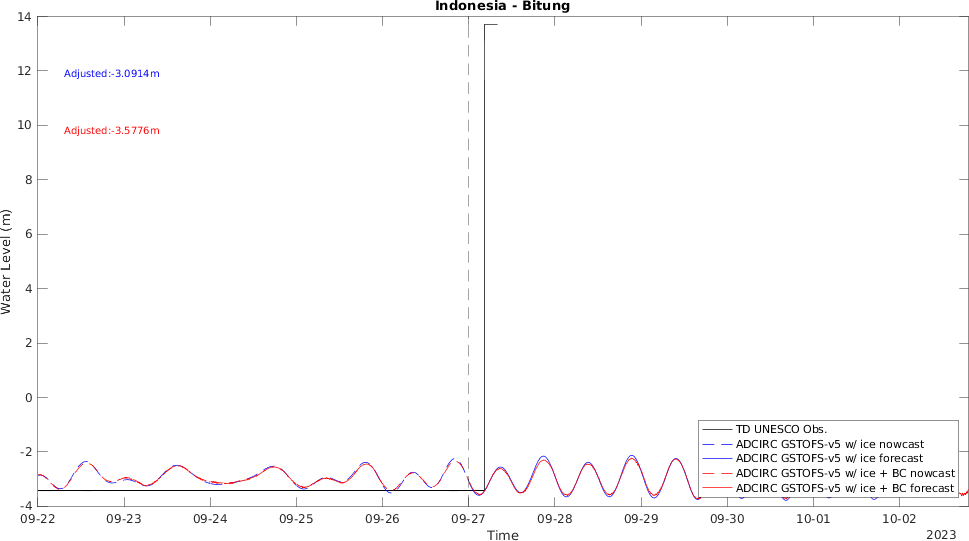 Indonesia - Bitung
14
12
10
8
6
4
2
0
-2
-4
Water Level (m)
Adjusted:-3.0914m
Adjusted:-3.5776m
TD UNESCO Obs.
ADCIRC GSTOFS-v5 w/ ice nowcast
ADCIRC GSTOFS-v5 w/ ice forecast
ADCIRC GSTOFS-v5 w/ ice + BC nowcast
ADCIRC GSTOFS-v5 w/ ice + BC forecast
09-22 09-23 09-24 09-25 09-26 09-27 09-28 09-29 09-30 10-01 10-02
Time
2023